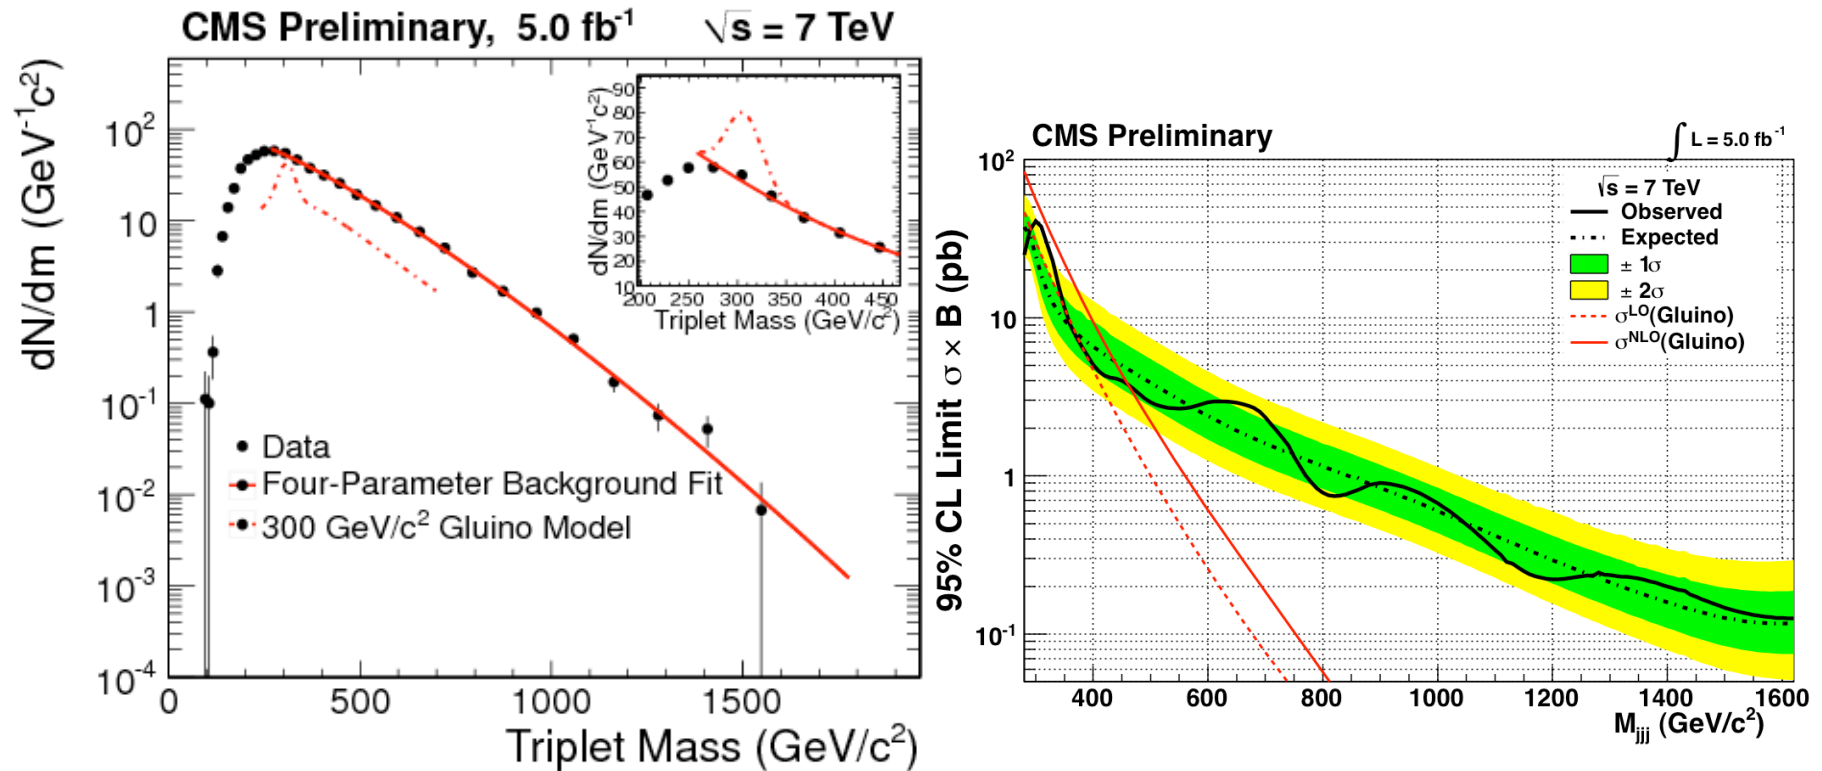 CMS Preliminary, 5.0 fb⁻¹ √s = 7 TeV
dN/dm (GeV⁻¹c²)
10²
10
1
10⁻¹
10⁻²
10⁻³
10⁻⁴
0 500 1000 1500
Triplet Mass (GeV/c²)
Data
Four-Parameter Background Fit
300 GeV/c² Gluino Model
dN/dm (GeV⁻¹c²)
90
80
70
60
50
40
30
20
10
200 250 300 350 400 450
Triplet Mass (GeV/c²)
CMS Preliminary
∫ L = 5.0 fb⁻¹
95% CL Limit σ × B (pb)
10²
10
1
10⁻¹
√s = 7 TeV
Observed
Expected
± 1σ
± 2σ
σᴸᴼ(Gluino)
σᴺᴸᴼ(Gluino)
400 600 800 1000 1200 1400 1600
Mⱼⱼⱼ (GeV/c²)